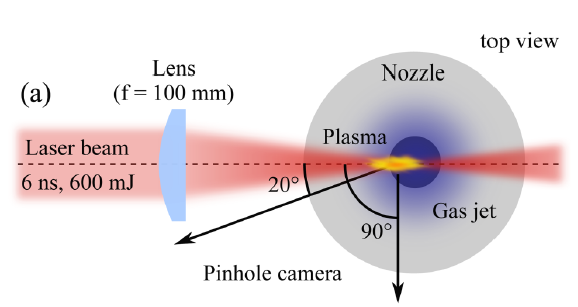 top view
(a)
Lens
(f = 100 mm)
Nozzle
Plasma
Laser beam
6 ns, 600 mJ
20°
90°
Gas jet
Pinhole camera